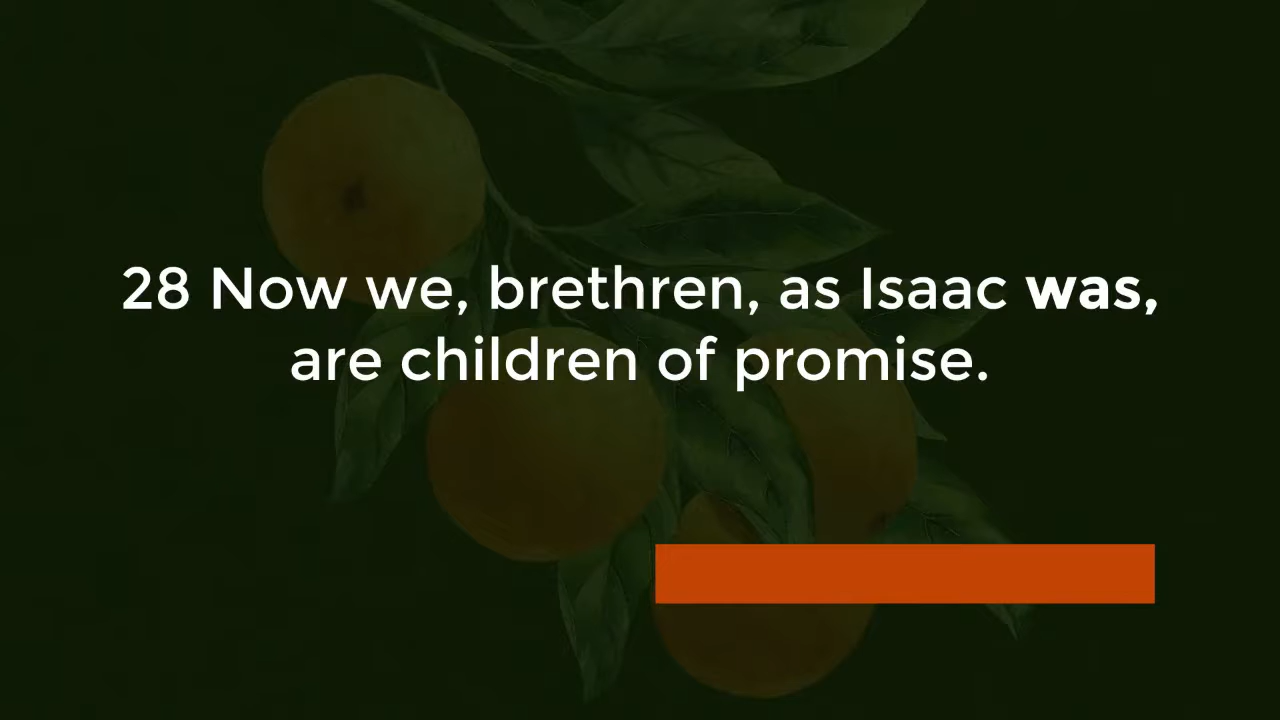 28 Now we, brethren, as Isaac was,
are children of promise.